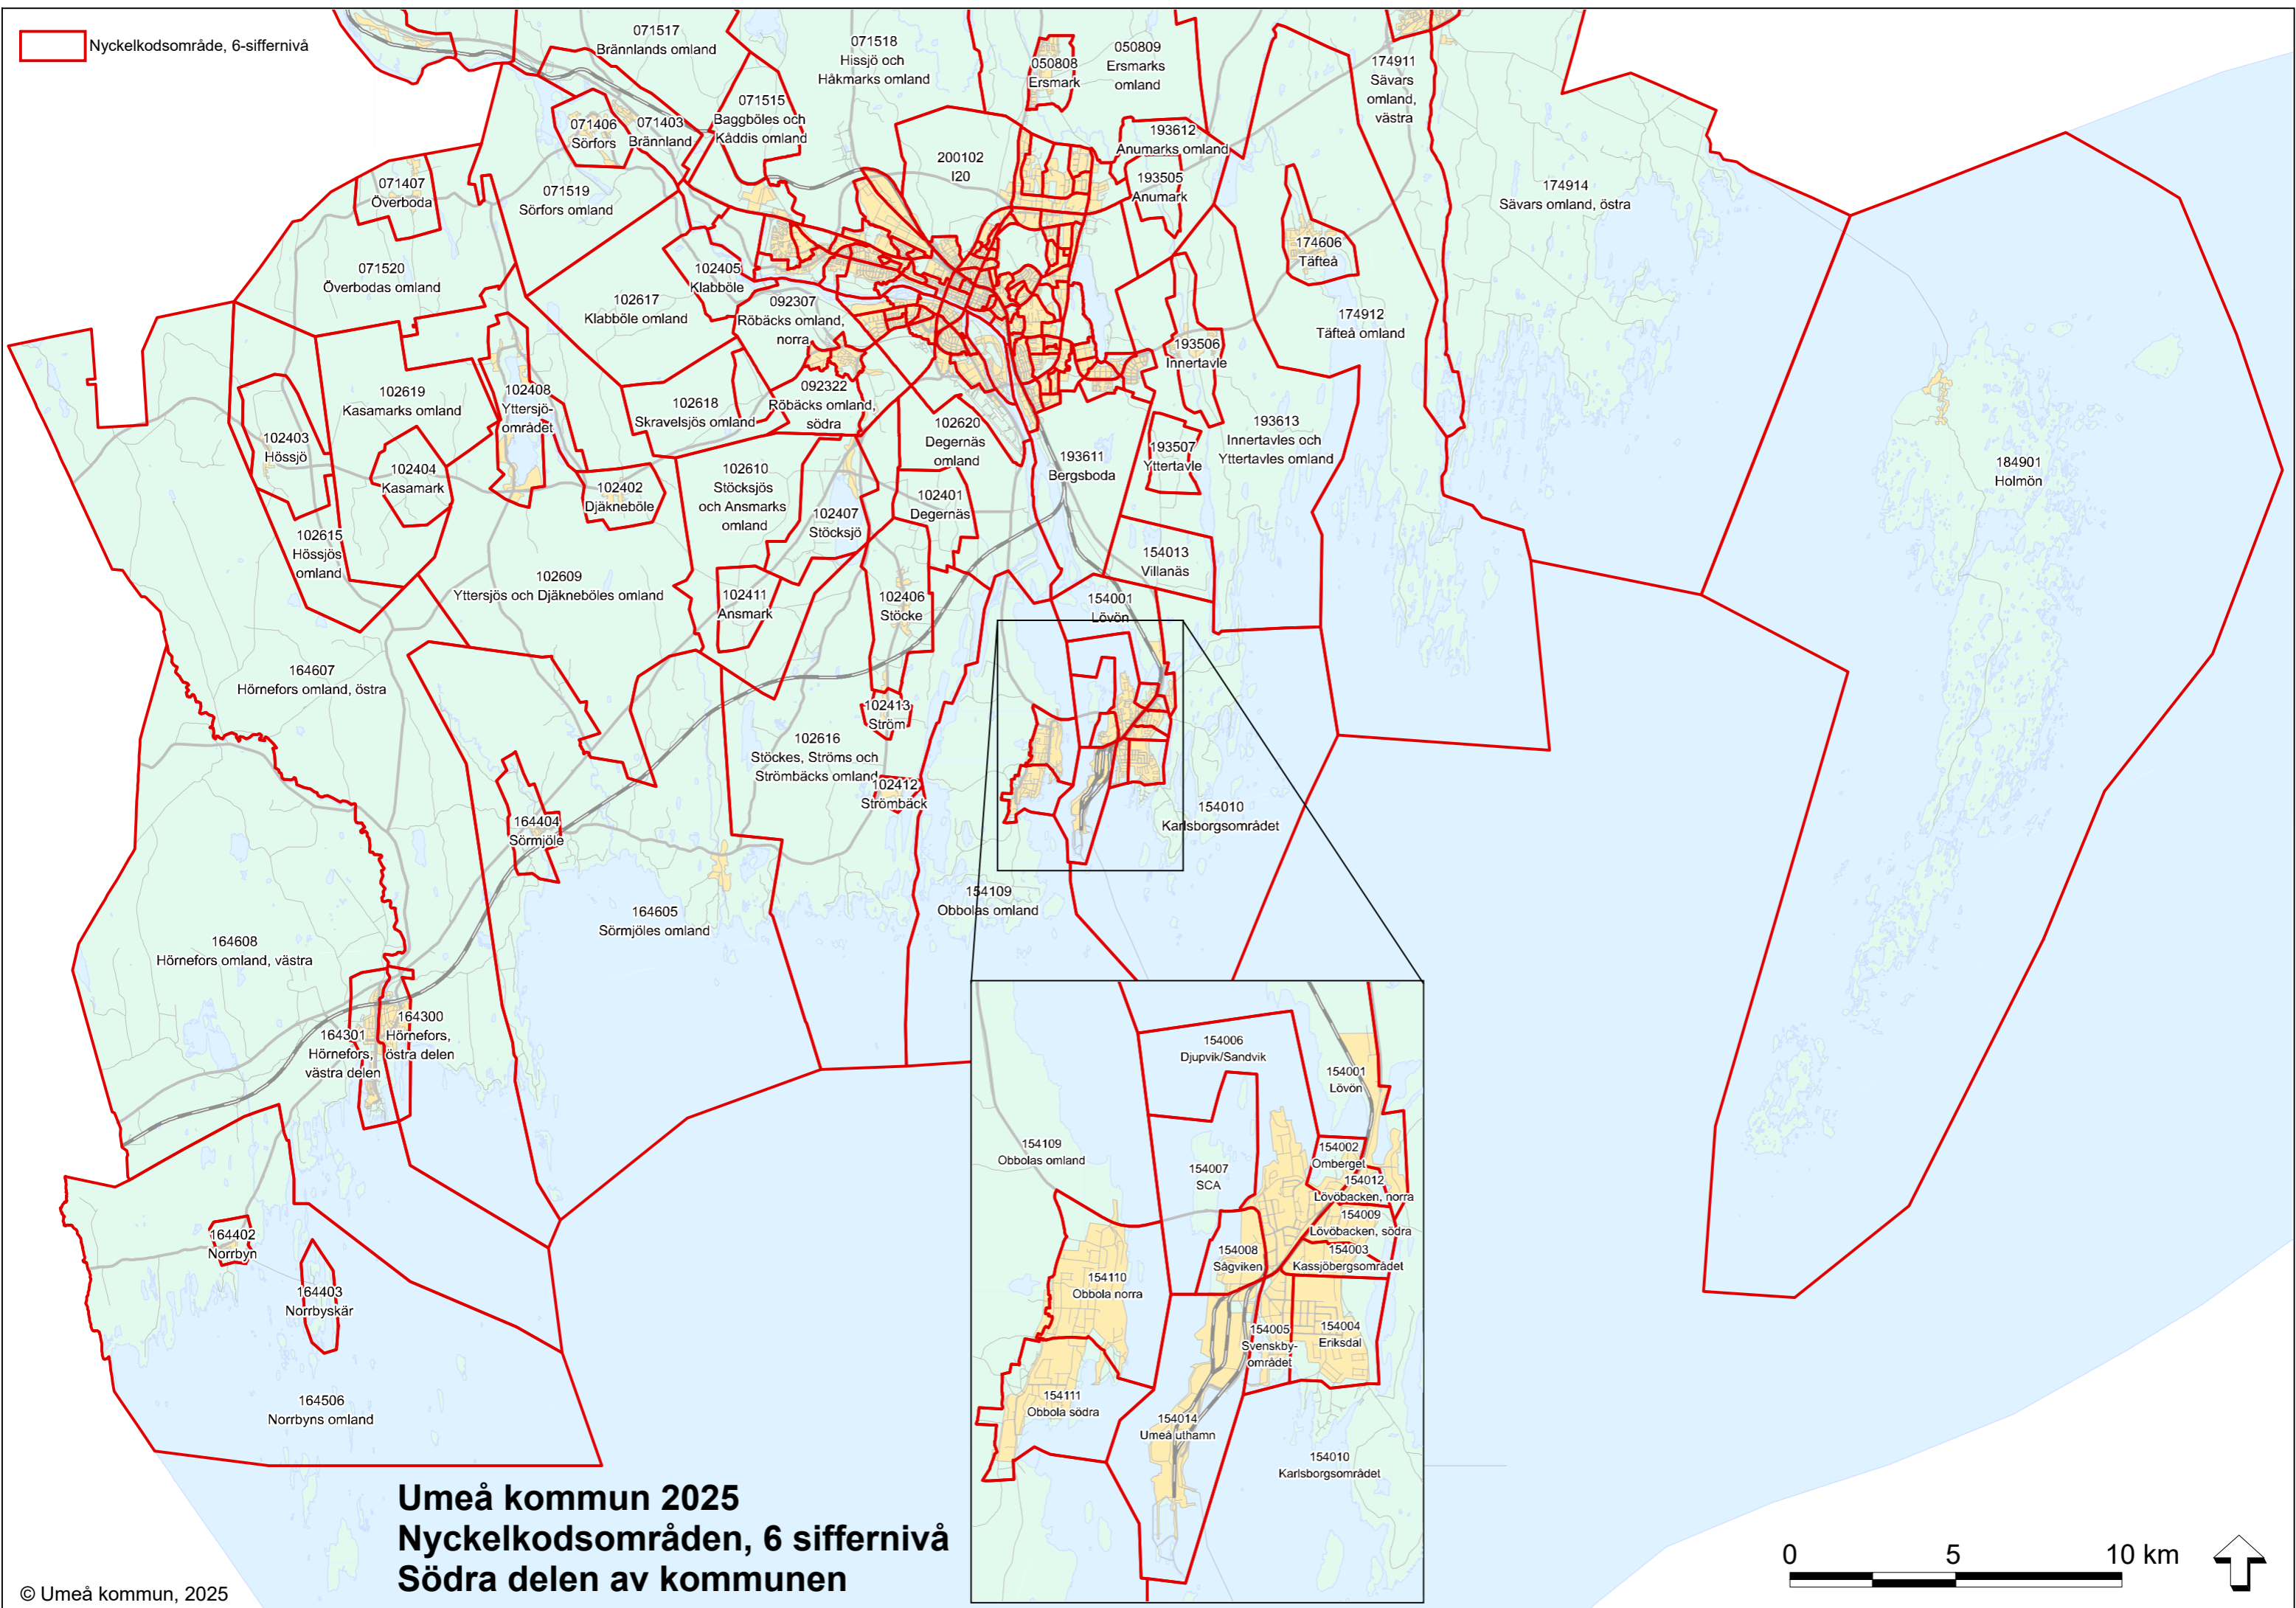 Nyckelkodsområde, 6-siffernivå
071517
Brännlands omland
071518
Hissjö och
Håkmarks omland
050808
Ersmark
050809
Ersmarks
omland
174911
Sävars
omland,
västra
071515
Baggböles och
Kåddis omland
071406
Sörfors
071403
Brännland
193612
Anumarks omland
200102
I20
193505
Anumark
071407
Överboda
071519
Sörfors omland
174914
Sävars omland, östra
174606
Täfteå
071520
Överbodas omland
102405
Klabböle
102617
Klabböle omland
092307
Röbäcks omland,
norra
174912
Täfteå omland
193506
Innertavle
102619
Kasamarks omland
102408
Yttersjö-
området
102618
Skravelsjös omland
092322
Röbäcks omland,
södra
102620
Degernäs
omland
193613
Innertavles och
Yttertavles omland
102403
Hössjö
102404
Kasamark
102402
Djäkneböle
102610
Stöcksjös
och Ansmarks
omland
102407
Stöcksjö
102401
Degernäs
193611
Bergsboda
193507
Yttertavle
184901
Holmön
102615
Hössjös
omland
102609
Yttersjös och Djäkneböles omland
102411
Ansmark
102406
Stöcke
154013
Villanäs
154001
Lövön
164607
Hörnefors omland, östra
102413
Ström
102616
Stöckes, Ströms och
Strömbäcks omland
102412
Strömbäck
154010
Karlsborgsområdet
164404
Sörmjöle
154109
Obbolas omland
164605
Sörmjöles omland
164608
Hörnefors omland, västra
164300
Hörnefors,
östra delen
164301
Hörnefors,
västra delen
154006
Djupvik/Sandvik
154001
Lövön
154109
Obbolas omland
154002
Omberget
154007
SCA
154012
Lövöbacken, norra
154009
Lövöbacken, södra
154008
Sågviken
154003
Kassjöbergsområdet
154110
Obbola norra
154005
Svenskby-
området
154004
Eriksdal
154111
Obbola södra
154014
Umeå uthamn
154010
Karlsborgsområdet
164402
Norrbyn
164403
Norrbyskär
164506
Norrbyns omland
Umeå kommun 2025
Nyckelkodsområden, 6 siffernivå
Södra delen av kommunen
0 5 10 km
© Umeå kommun, 2025